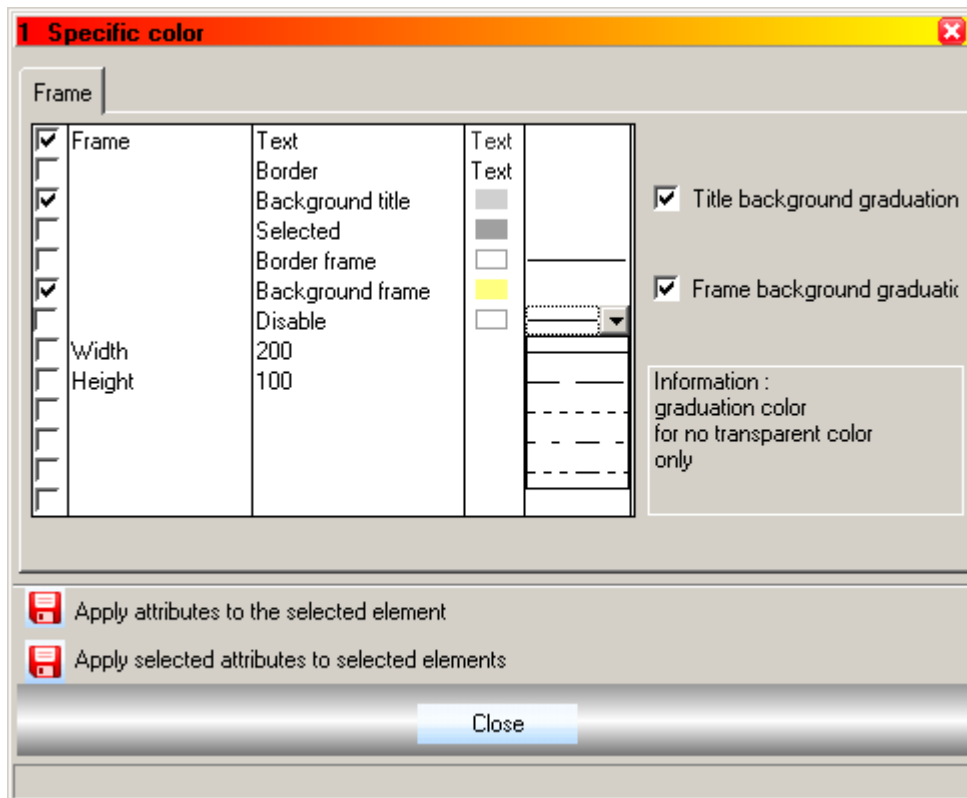 1 Specific color
Frame
Frame Text Text
Border Text
Background title
Selected
Border frame
Background frame
Disable
Width 200
Height 100
Title background graduation
Frame background graduatic
Information :
graduation color
for no transparent color
only
Apply attributes to the selected element
Apply selected attributes to selected elements
Close